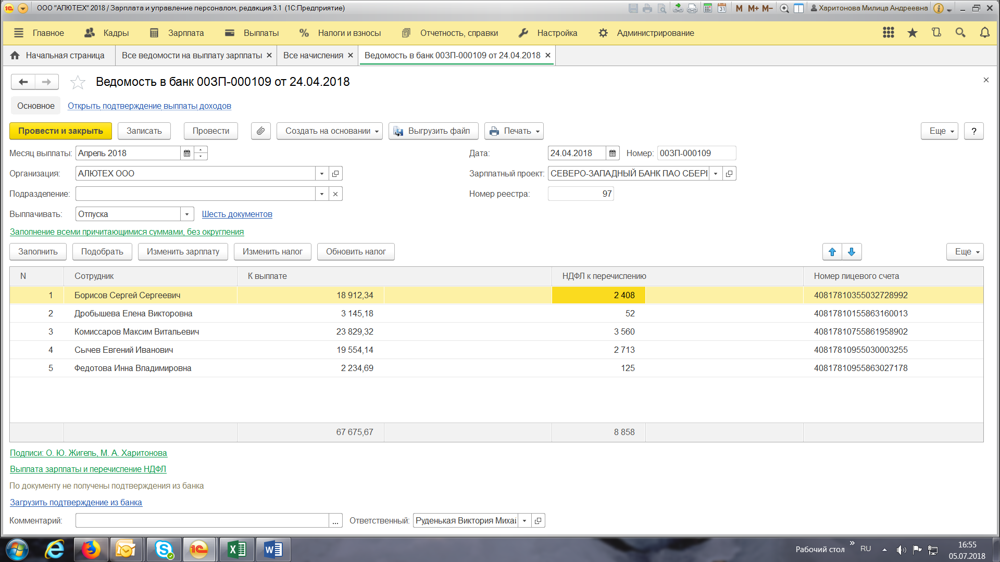 ООО "АЛЮТЕХ" 2018 / Зарплата и управление персоналом, редакция 3.1 (1С:Предприятие)
M M+ M- Харитонова Милица Андреевна
Главное Кадры Зарплата Выплаты Налоги и взносы Отчетность, справки Настройка Администрирование
Начальная страница Все ведомости на выплату зарплаты Все начисления Ведомость в банк 00ЗП-000109 от 24.04.2018
Ведомость в банк 00ЗП-000109 от 24.04.2018
Основное Открыть подтверждение выплаты доходов
Провести и закрыть Записать Провести Создать на основании Выгрузить файл Печать Еще ?
Месяц выплаты: Апрель 2018 Дата: 24.04.2018 Номер: 00ЗП-000109
Организация: АЛЮТЕХ ООО Зарплатный проект: СЕВЕРО-ЗАПАДНЫЙ БАНК ПАО СБЕРІ
Подразделение: Номер реестра: 97
Выплачивать: Отпуска Шесть документов
Заполнение всеми причитающимися суммами, без округления
Заполнить Подобрать Изменить зарплату Изменить налог Обновить налог Еще
N Сотрудник К выплате НДФЛ к перечислению Номер лицевого счета
1 Борисов Сергей Сергеевич 18 912,34 2 408 40817810355032728992
2 Дробышева Елена Викторовна 3 145,18 52 40817810155863160013
3 Комиссаров Максим Витальевич 23 829,32 3 560 40817810755861958902
4 Сычев Евгений Иванович 19 554,14 2 713 40817810955030003255
5 Федотова Инна Владимировна 2 234,69 125 40817810955863027178
67 675,67 8 858
Подписи: О. Ю. Жигель, М. А. Харитонова
Выплата зарплаты и перечисление НДФЛ
По документу не получены подтверждения из банка
Загрузить подтверждение из банка
Комментарий: ... Ответственный: Руденькая Виктория Михай
Рабочий стол » RU 16:55
05.07.2018